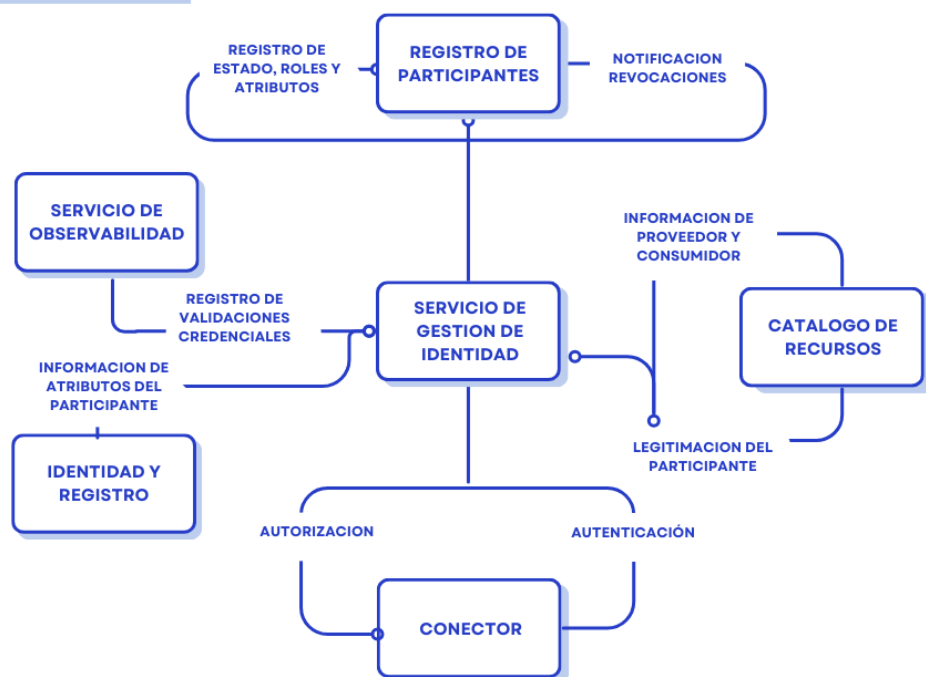 REGISTRO DE
ESTADO, ROLES Y
ATRIBUTOS
REGISTRO DE
PARTICIPANTES
NOTIFICACION
REVOCACIONES
SERVICIO DE
OBSERVABILIDAD
INFORMACION DE
PROVEEDOR Y
CONSUMIDOR
REGISTRO DE
VALIDACIONES
CREDENCIALES
SERVICIO DE
GESTION DE
IDENTIDAD
CATALOGO DE
RECURSOS
INFORMACION DE
ATRIBUTOS DEL
PARTICIPANTE
IDENTIDAD Y
REGISTRO
LEGITIMACION DEL
PARTICIPANTE
AUTORIZACION
AUTENTICACIÓN
CONECTOR